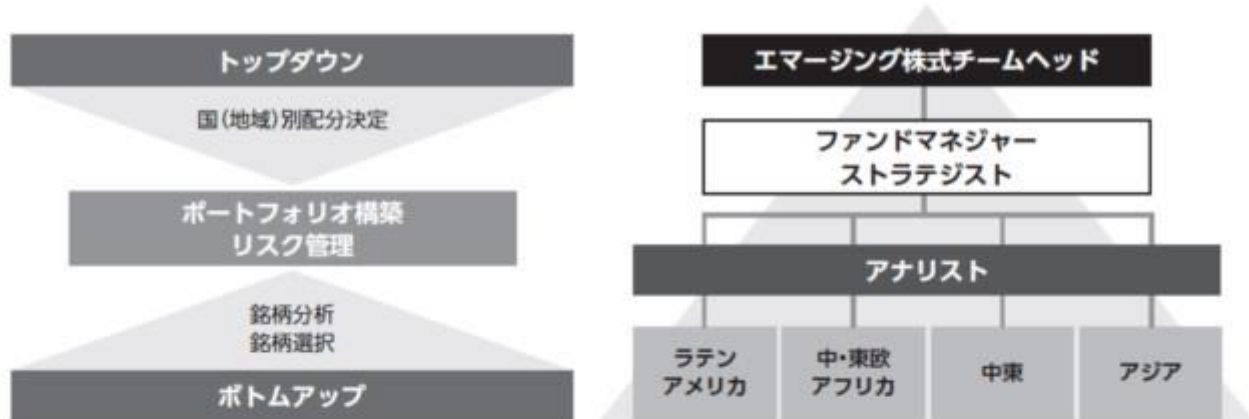 トップダウン
国(地域)別配分決定
ポートフォリオ構築
リスク管理
銘柄分析
銘柄選択
ボトムアップ
エマージング株式チームヘッド
ファンドマネジャー
ストラテジスト
アナリスト
ラテン
アメリカ
中・東欧
アフリカ
中東
アジア